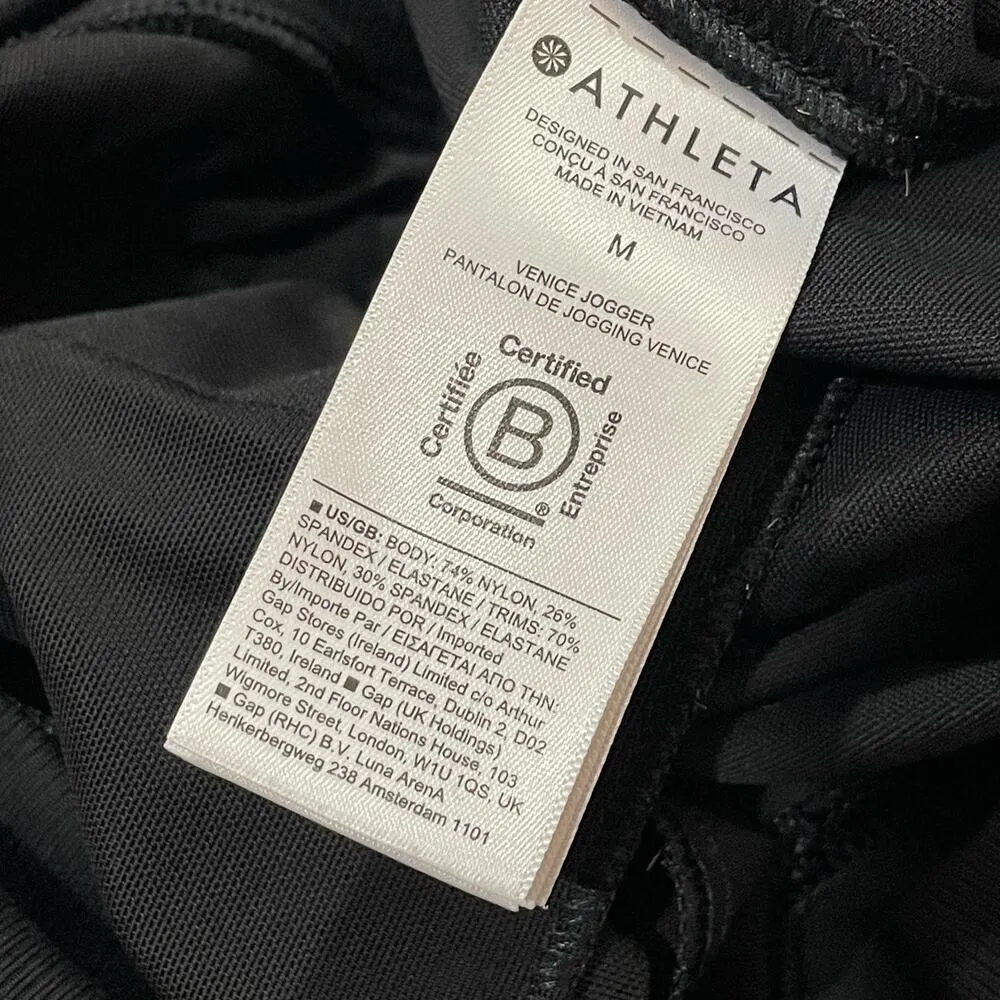 ATHLETA
DESIGNED IN SAN FRANCISCO
CONÇU À SAN FRANCISCO
MADE IN VIETNAM
M
VENICE JOGGER
PANTALON DE JOGGING VENICE
Certified
Certifiée
B
Entreprise
®
Corporation
■ US/GB: BODY: 74% NYLON, 26%
SPANDEX / ELASTANE / TRIMS: 70%
NYLON, 30% SPANDEX / ELASTANE
DISTRIBUIDO POR / Imported
By/Importe Par / ΕΙΣΑΓΕΤΑΙ ΑΠΟ ΤΗΝ:
Gap Stores (Ireland) Limited c/o Arthur
Cox, 10 Earlsfort Terrace, Dublin 2, D02
T380, Ireland ■ Gap (UK Holdings)
Limited, 2nd Floor Nations House, 103
Wigmore Street, London, W1U 1QS, UK
■ Gap (RHC) B.V. Luna ArenA
Herikerbergweg 238 Amsterdam 1101